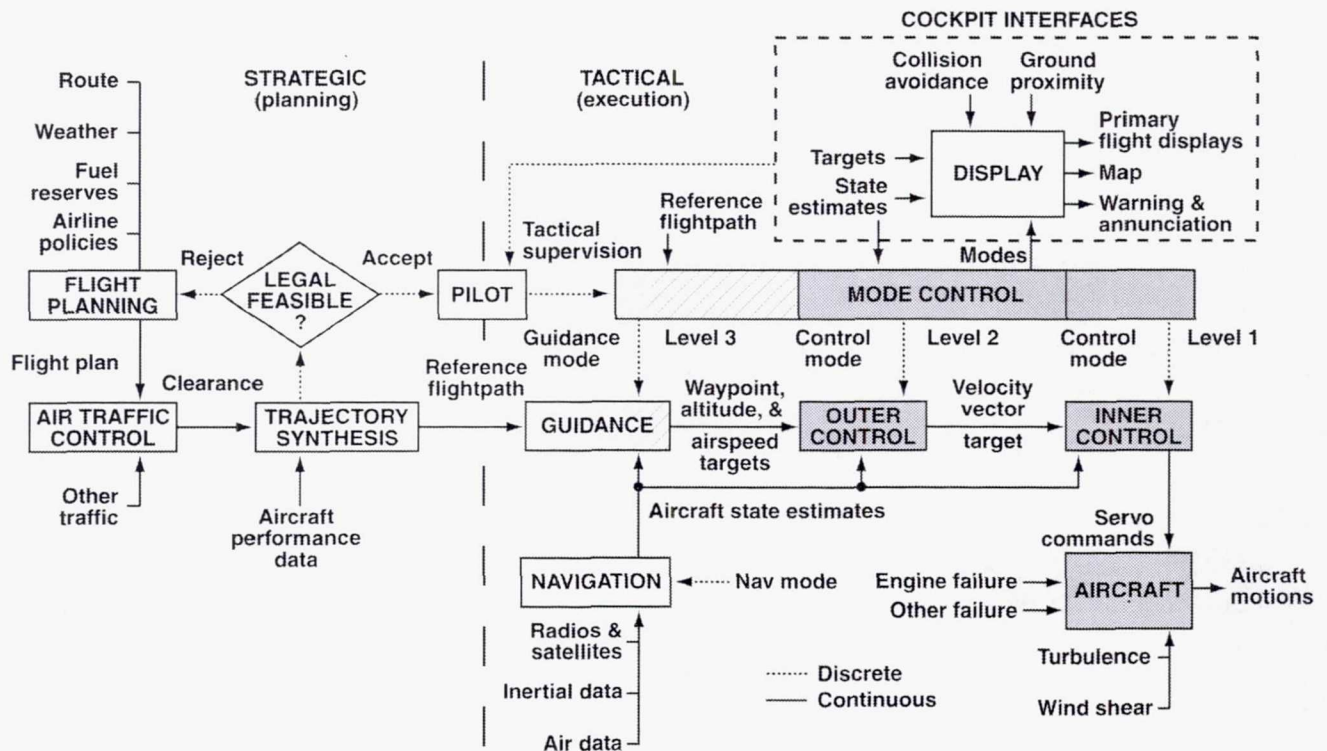 COCKPIT INTERFACES
Route
STRATEGIC
(planning)
TACTICAL
(execution)
Collision
avoidance
Ground
proximity
Weather
Primary
flight displays
Fuel
reserves
Targets
DISPLAY
Map
State
estimates
Warning &
annunciation
Airline
policies
Reference
flightpath
Tactical
supervision
Reject
Accept
Modes
FLIGHT
PLANNING
LEGAL
FEASIBLE
?
PILOT
MODE CONTROL
Flight plan
Guidance
mode
Level 3
Control
mode
Level 2
Control
mode
Level 1
Clearance
Reference
flightpath
Waypoint,
altitude, &
airspeed
targets
Velocity
vector
target
AIR TRAFFIC
CONTROL
TRAJECTORY
SYNTHESIS
GUIDANCE
OUTER
CONTROL
INNER
CONTROL
Other
traffic
Aircraft
performance
data
Aircraft state estimates
Servo
commands
NAVIGATION
Nav mode
Engine failure
Other failure
AIRCRAFT
Aircraft
motions
Radios &
satellites
Inertial data
Air data
Discrete
Continuous
Turbulence
Wind shear